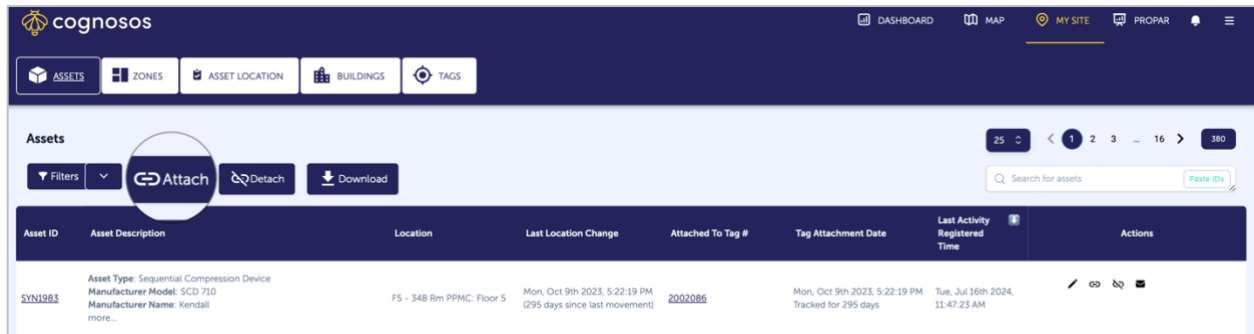 cognosos
DASHBOARD MAP MY SITE PROPAR
ASSETS ZONES ASSET LOCATION BUILDINGS TAGS
Assets
25 1 2 3 ... 16 380
Filters Attach Detach Download
Search for assets Paste IDs
Asset ID Asset Description Location Last Location Change Attached To Tag # Tag Attachment Date Last Activity Registered Time Actions
SYN1983
Asset Type: Sequential Compression Device
Manufacturer Model: SCD 710
Manufacturer Name: Kendall
more...
F5 - 348 Rm PPMC: Floor 5
Mon, Oct 9th 2023, 5:22:19 PM
(295 days since last movement)
2002086
Mon, Oct 9th 2023, 5:22:19 PM
Tracked for 295 days
Tue, Jul 16th 2024,
11:47:23 AM